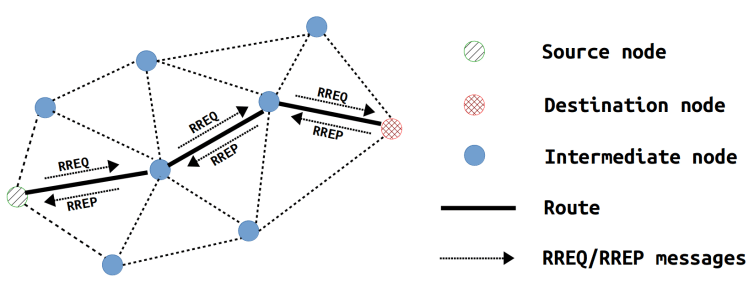 RREQ
RREP
RREQ
RREP
RREQ
RREP
Source node
Destination node
Intermediate node
Route
RREQ/RREP messages